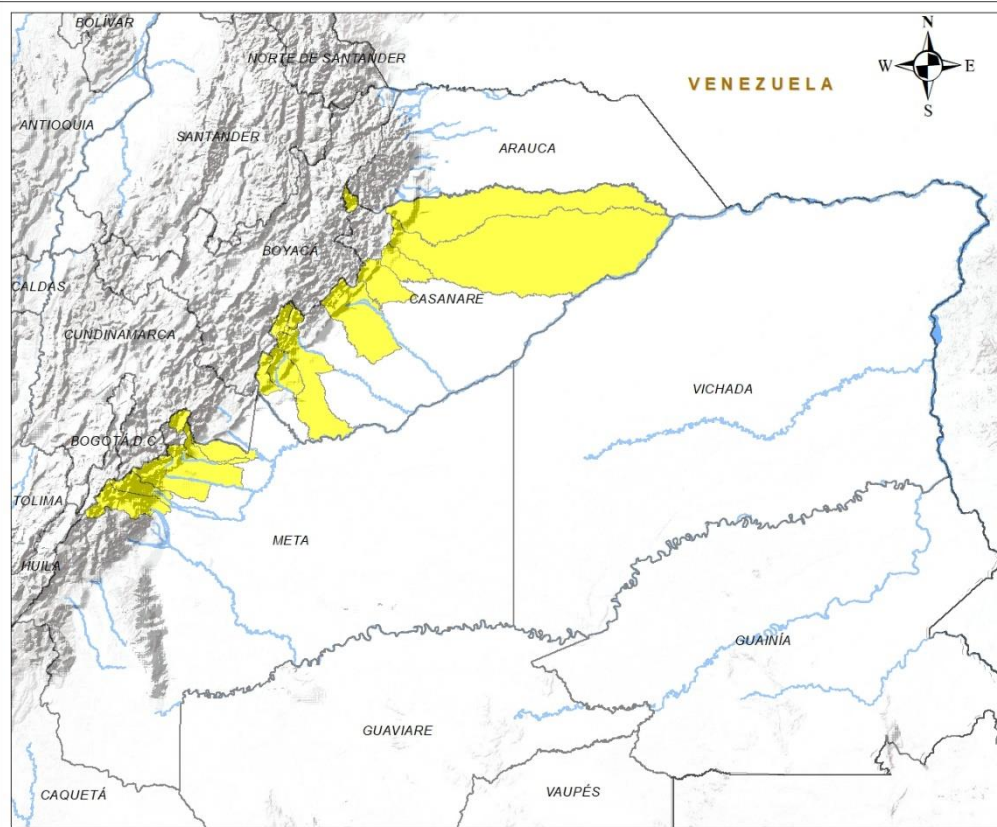 BOLÍVAR
N
NORTE DE SANTANDER
W
E
VENEZUELA
S
ANTIOQUIA
SANTANDER
ARAUCA
BOYACÁ
CALDAS
CASANARE
CUNDINAMARCA
VICHADA
BOGOTÁ D.C
TOLIMA
META
HUILA
GUAINÍA
GUAVIARE
CAQUETÁ
VAUPÉS